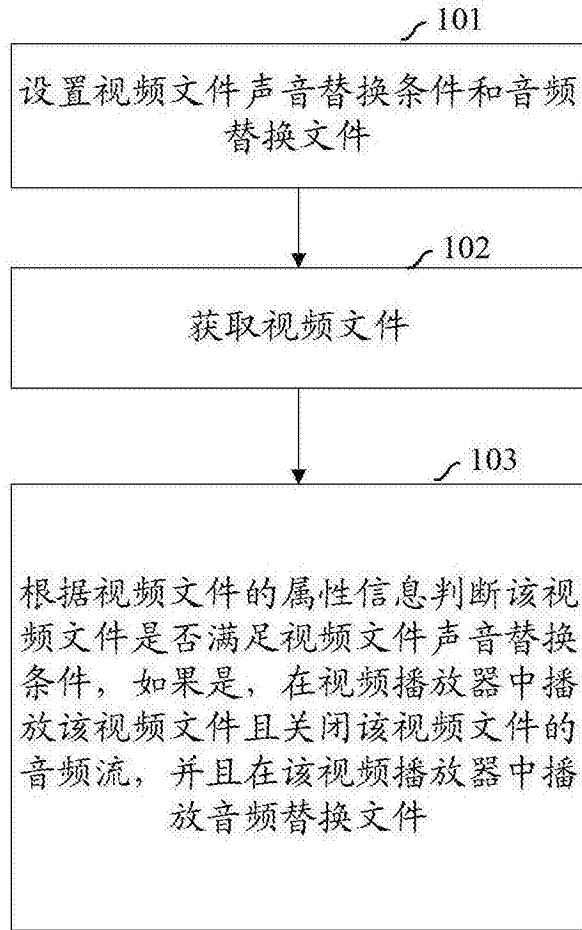 101
设置视频文件声音替换条件和音频
替换文件
102
获取视频文件
103
根据视频文件的属性信息判断该视
频文件是否满足视频文件声音替换
条件，如果是，在视频播放器中播
放该视频文件且关闭该视频文件的
音频流，并且在该视频播放器中播
放音频替换文件